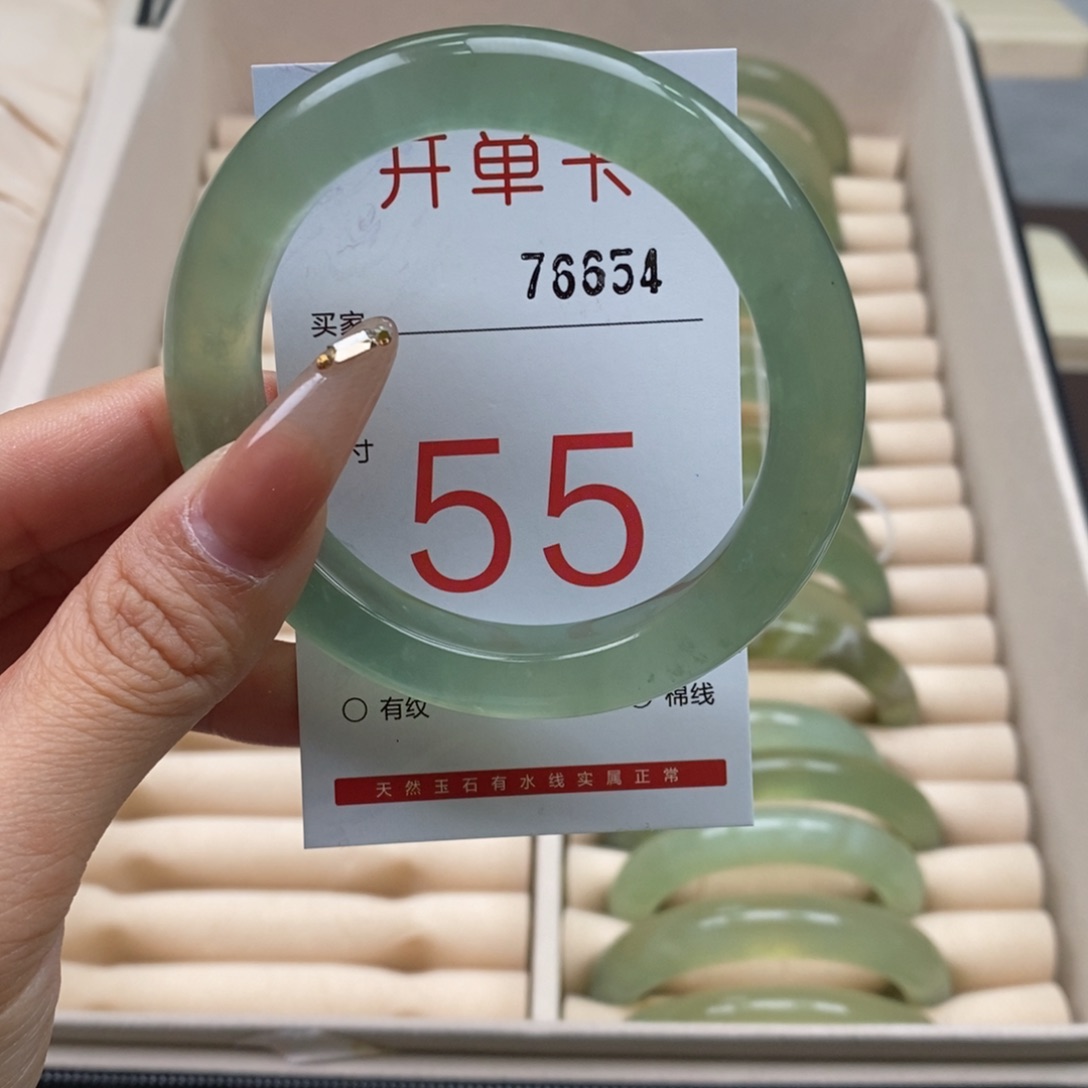 开单卡
76654
买家
寸
55
○ 有纹 ○ 棉线
天然玉石有水线实属正常